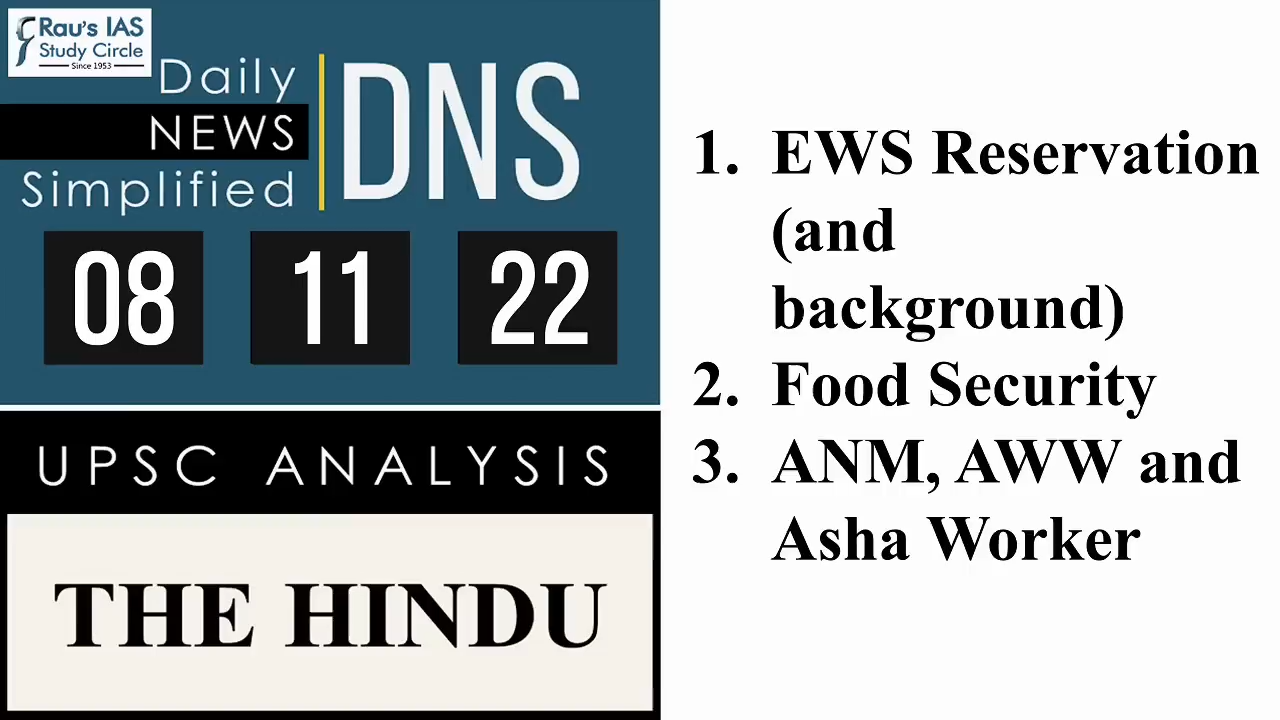 Rau's IAS
Study Circle
Since 1953
Daily
NEWS
Simplified
DNS
08 11 22
UPSC ANALYSIS
THE HINDU
1. EWS Reservation
(and
background)
2. Food Security
3. ANM, AWW and
Asha Worker